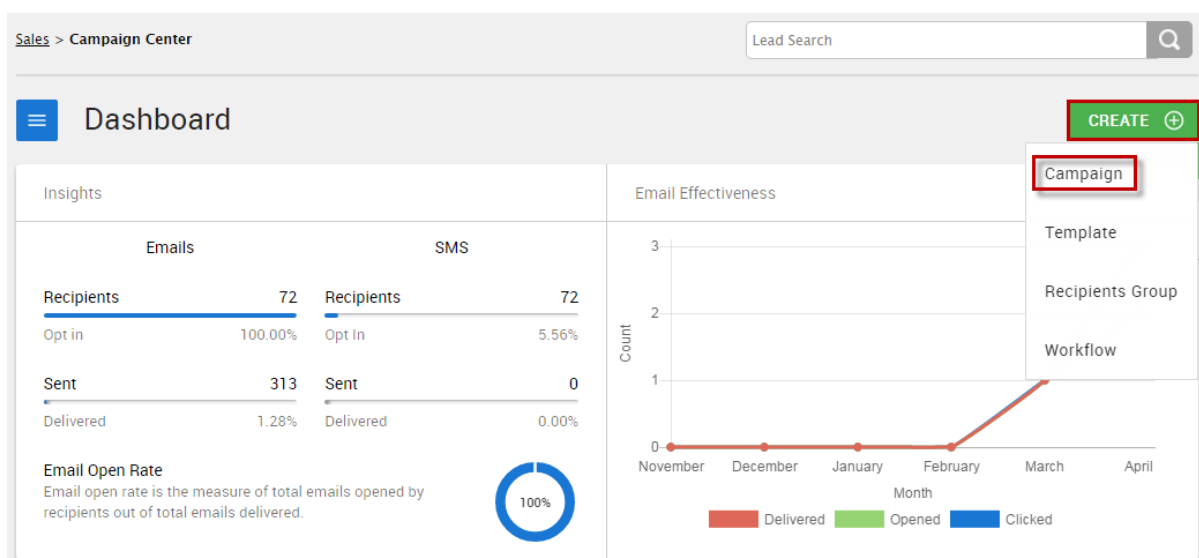 Sales > Campaign Center
Lead Search
Dashboard
CREATE
Campaign
Template
Recipients Group
Workflow
Insights
Emails
SMS
Recipients 72
Opt in 100.00%
Sent 313
Delivered 1.28%
Recipients 72
Opt In 5.56%
Sent 0
Delivered 0.00%
Email Open Rate
Email open rate is the measure of total emails opened by
recipients out of total emails delivered.
100%
Email Effectiveness
3
2
1
0
Count
November December January February March April
Month
Delivered Opened Clicked